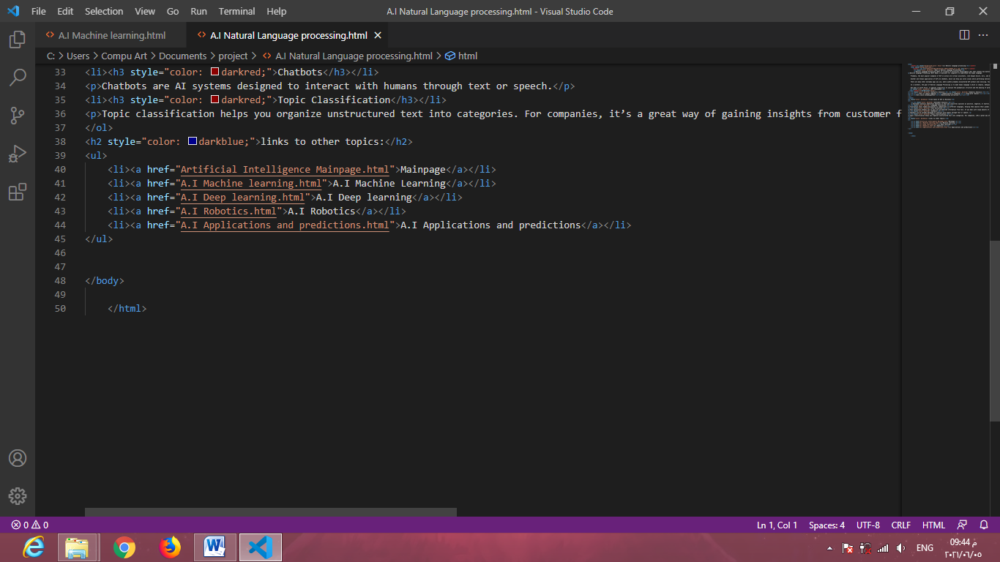 File Edit Selection View Go Run Terminal Help A.I Natural Language processing.html - Visual Studio Code
A.I Machine learning.html A.I Natural Language processing.html
C: > Users > Compu Art > Documents > project > A.I Natural Language processing.html > html
33 <li><h3 style="color: darkred;">Chatbots</h3></li>
34 <p>Chatbots are AI systems designed to interact with humans through text or speech.</p>
35 <li><h3 style="color: darkred;">Topic Classification</h3></li>
36 <p>Topic classification helps you organize unstructured text into categories. For companies, it’s a great way of gaining insights from customer f
37 </ol>
38 <h2 style="color: darkblue;">links to other topics:</h2>
39 <ul>
40 <li><a href="Artificial Intelligence Mainpage.html">Mainpage</a></li>
41 <li><a href="A.I Machine learning.html">A.I Machine Learning</a></li>
42 <li><a href="A.I Deep learning.html">A.I Deep learning</a></li>
43 <li><a href="A.I Robotics.html">A.I Robotics</a></li>
44 <li><a href="A.I Applications and predictions.html">A.I Applications and predictions</a></li>
45 </ul>
46
47
48 </body>
49
50 </html>
0 0 Ln 1, Col 1 Spaces: 4 UTF-8 CRLF HTML
ENG 09:44 م
٢٠٢١/٠٦/٠٥